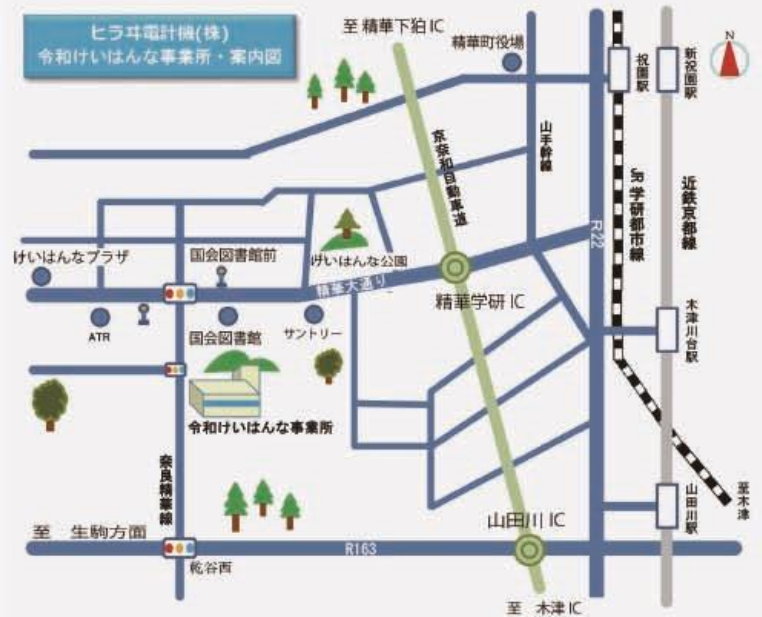 ヒラヰ電計機(株)
令和けいはんな事業所・案内図
至 精華下狛IC
精華町役場
祝園駅
新祝園駅
N
京奈和自動車道
山手幹線
JR学研都市線
近鉄京都線
R22
けいはんなプラザ
国会図書館前
けいはんな公園
精華大通り
精華学研IC
ATR
国会図書館
サントリー
木津川台駅
令和けいはんな事業所
奈良精華線
山田川IC
山田川駅
至木津
至 生駒方面
R163
乾谷西
至 木津IC